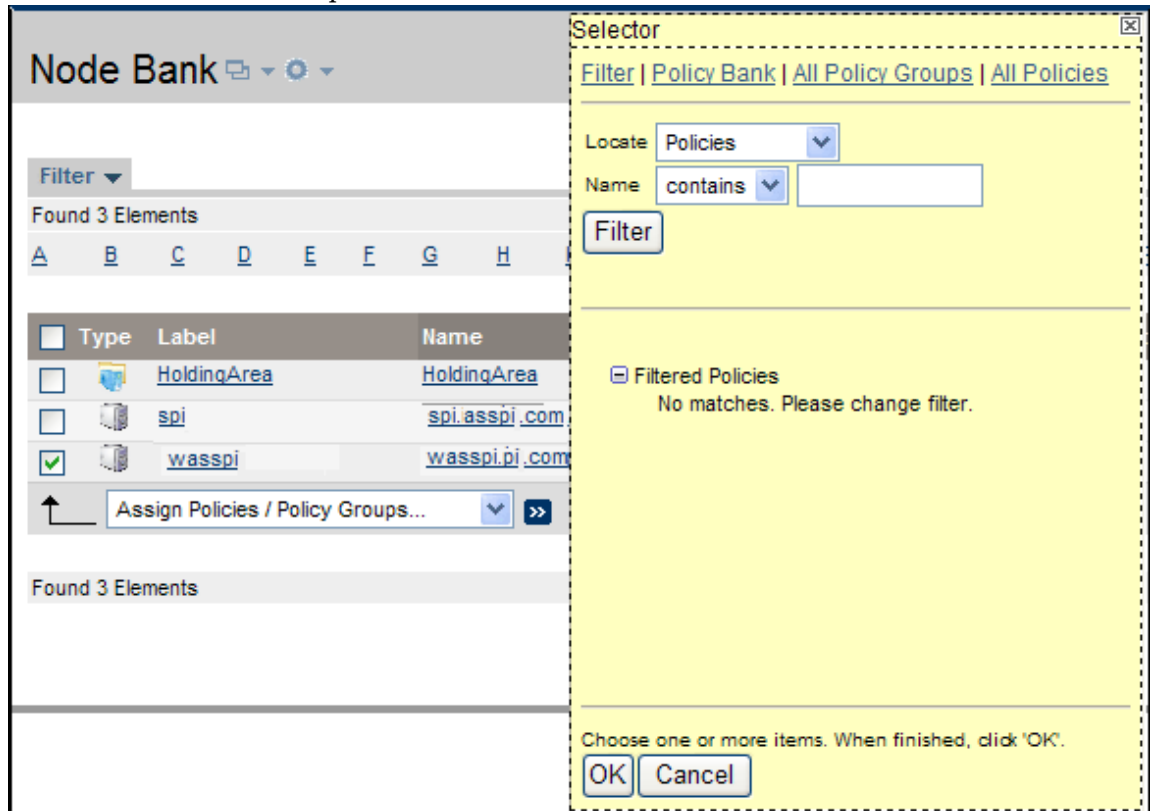 Node Bank
Filter
Found 3 Elements
A B C D E F G H
Type Label Name
HoldingArea HoldingArea
spi spi.asspi.com
wasspi wasspi.pi.com
Assign Policies / Policy Groups...
Found 3 Elements
Selector
Filter | Policy Bank | All Policy Groups | All Policies
Locate Policies
Name contains
Filter
Filtered Policies
No matches. Please change filter.
Choose one or more items. When finished, click 'OK'.
OK Cancel